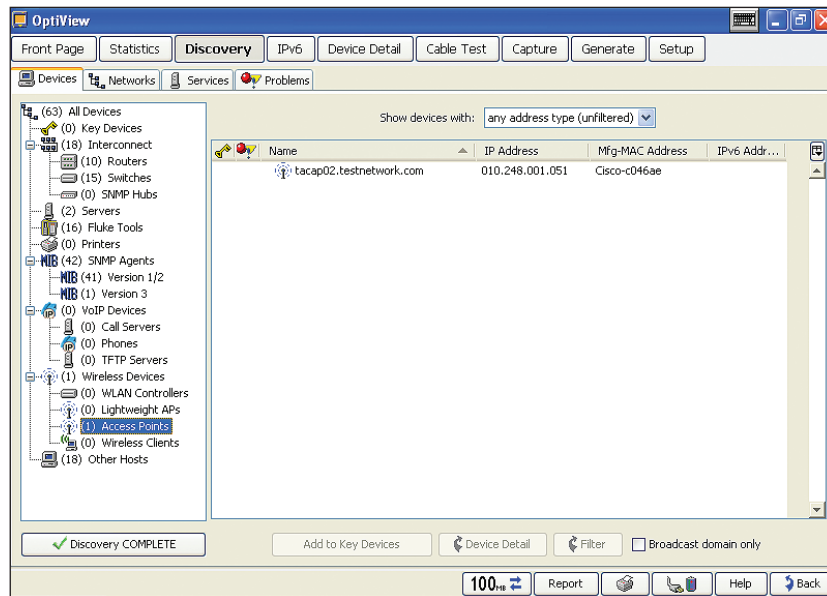 OptiView
Front Page Statistics Discovery IPv6 Device Detail Cable Test Capture Generate Setup
Devices Networks Services Problems
Show devices with: any address type (unfiltered)
(63) All Devices
(0) Key Devices
(18) Interconnect
(10) Routers
(15) Switches
(0) SNMP Hubs
(2) Servers
(16) Fluke Tools
(0) Printers
MIB (42) SNMP Agents
MIB (41) Version 1/2
MIB (1) Version 3
IP (0) VoIP Devices
(0) Call Servers
IP (0) Phones
(0) TFTP Servers
(1) Wireless Devices
(0) WLAN Controllers
(0) Lightweight APs
(1) Access Points
(0) Wireless Clients
(18) Other Hosts
Name IP Address Mfg-MAC Address IPv6 Addr...
tacap02.testnetwork.com 010.248.001.051 Cisco-c046ae
Discovery COMPLETE Add to Key Devices Device Detail Filter Broadcast domain only
100MB Report Help Back